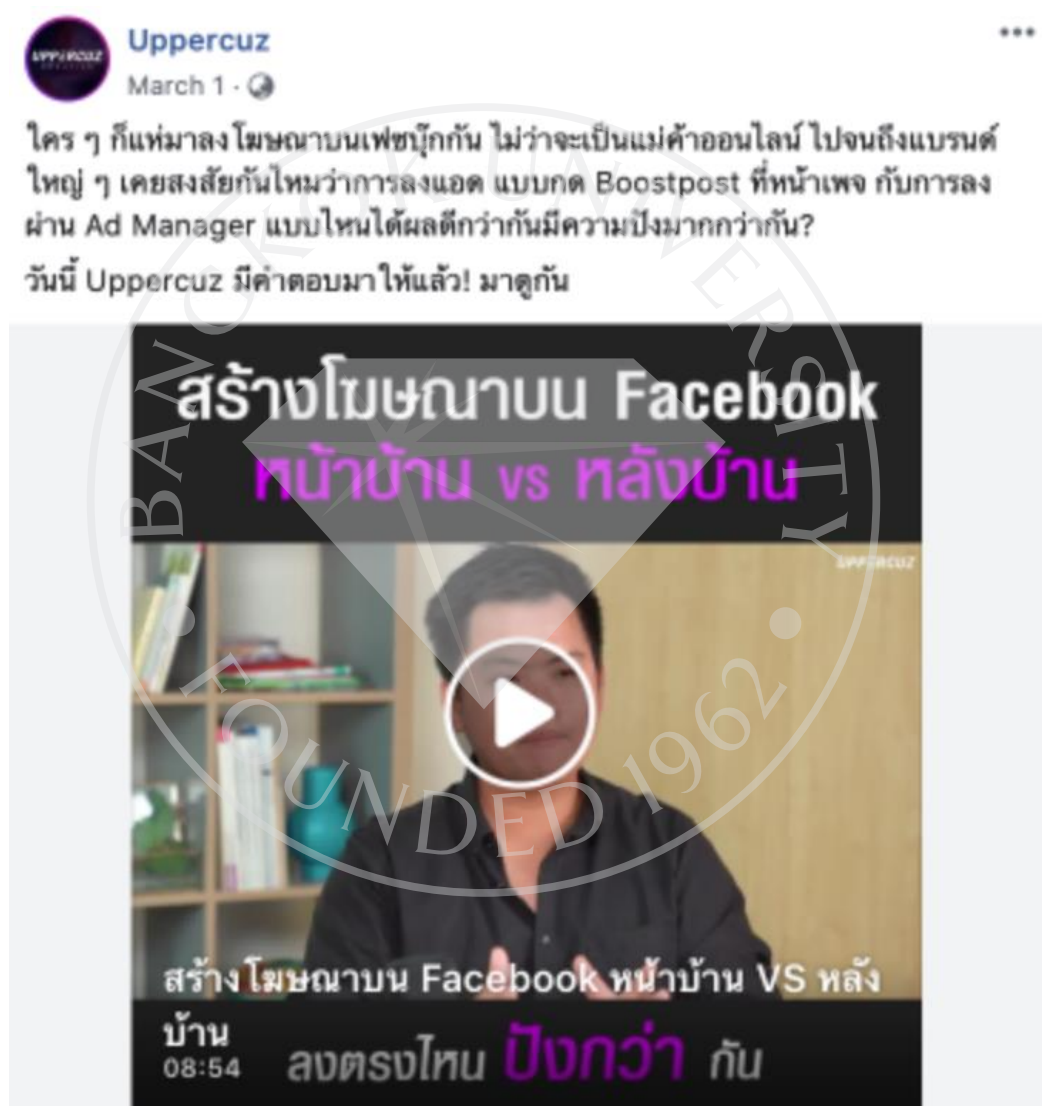 Uppercuz
March 1
ใคร ๆ ก็แห่มาลงโฆษณาบนเฟซบุ๊กกัน ไม่ว่าจะเป็นแม่ค้าออนไลน์ ไปจนถึงแบรนด์
ใหญ่ ๆ เคยสงสัยกันไหมว่าการลงแอด แบบกด Boostpost ที่หน้าเพจ กับการลง
ผ่าน Ad Manager แบบไหนได้ผลดีกว่ากันมีความปังมากกว่ากัน?
วันนี้ Uppercuz มีคำตอบมาให้แล้ว! มาดูกัน
สร้างโฆษณาบน Facebook
หน้าบ้าน vs หลังบ้าน
UPPERCUZ
สร้างโฆษณาบน Facebook หน้าบ้าน VS หลัง
บ้าน
08:54
ลงตรงไหน ปังกว่า กัน
BANGKOK UNIVERSITY
FOUNDED 1962